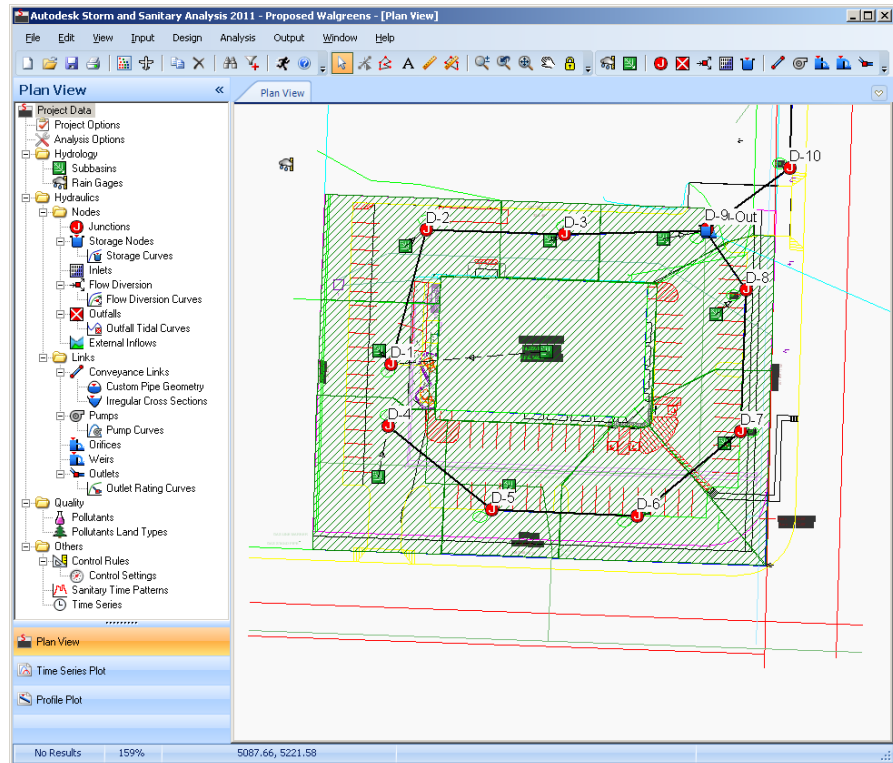 Autodesk Storm and Sanitary Analysis 2011 - Proposed Walgreens - [Plan View]
File Edit View Input Design Analysis Output Window Help
Plan View
Project Data
Project Options
Analysis Options
Hydrology
Subbasins
Rain Gages
Hydraulics
Nodes
Junctions
Storage Nodes
Storage Curves
Inlets
Flow Diversion
Flow Diversion Curves
Outfalls
Outfall Tidal Curves
External Inflows
Links
Conveyance Links
Custom Pipe Geometry
Irregular Cross Sections
Pumps
Pump Curves
Orifices
Weirs
Outlets
Outlet Rating Curves
Quality
Pollutants
Pollutants Land Types
Others
Control Rules
Control Settings
Sanitary Time Patterns
Time Series
Plan View
Time Series Plot
Profile Plot
Plan View
D-10
D-2
D-3
D-9
Out
D-8
D-1
D-4
D-7
D-5
D-6
No Results 159% 5087.66, 5221.58